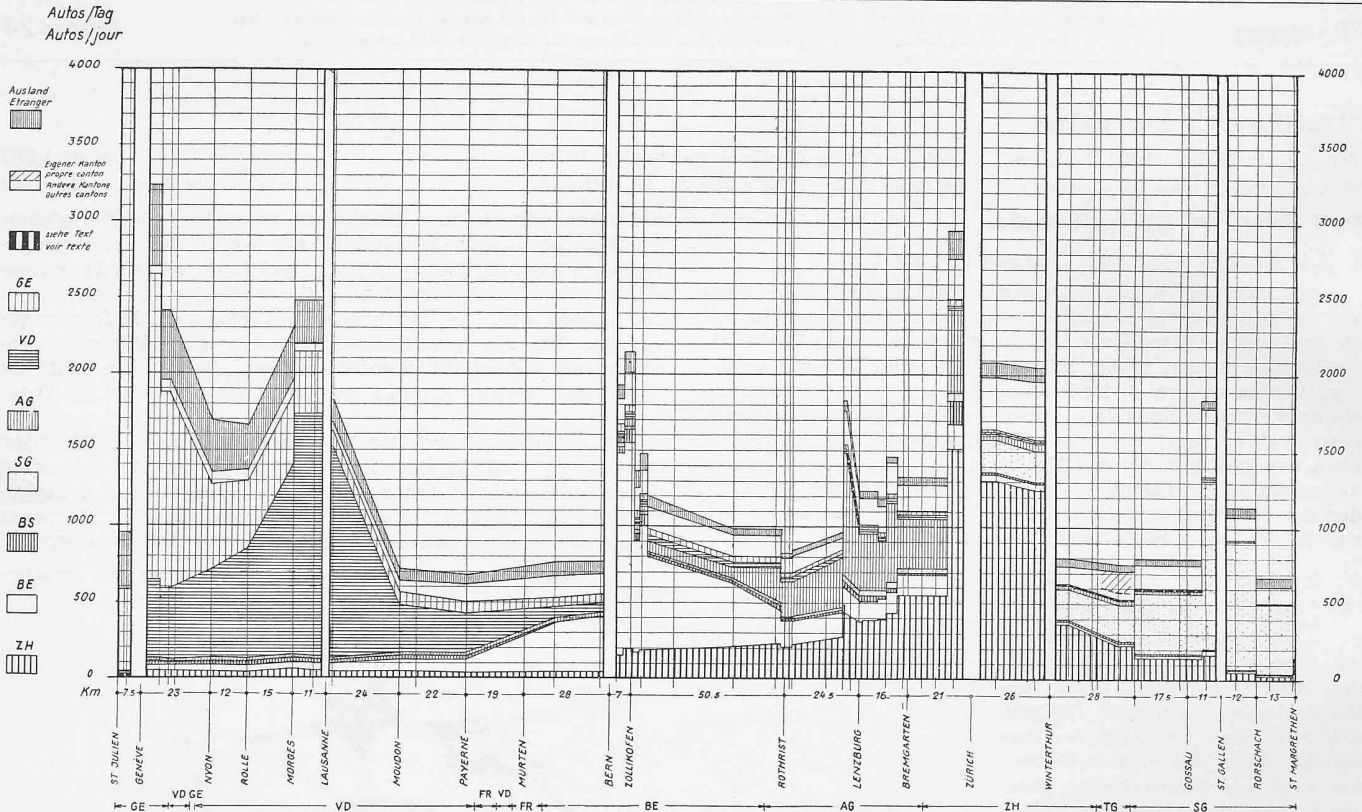 Autos/Tag
Autos/jour
4000
3500
3000
2500
2000
1500
1000
500
0
Ausland
Etranger
Eigener Kanton
propre canton
Andere Kantone
autres cantons
siehe Text
voir texte
GE
VD
AG
SG
BS
BE
ZH
4000
3500
3000
2500
2000
1500
1000
500
0
Km 7.5 23 12 15 11 24 22 19 28 7 50.5 24.5 16 21 26 28 17.5 11 12 13
ST JULIEN
GENÈVE
NYON
ROLLE
MORGES
LAUSANNE
MOUDON
PAYERNE
MURTEN
BERN
ZOLLIKOFEN
ROTHRIST
LENZBURG
BREMGARTEN
ZÜRICH
WINTERTHUR
GOSSAU
ST GALLEN
RORSCHACH
ST MARGRETHEN
VD GE FR VD
GE VD FR BE AG ZH TG SG